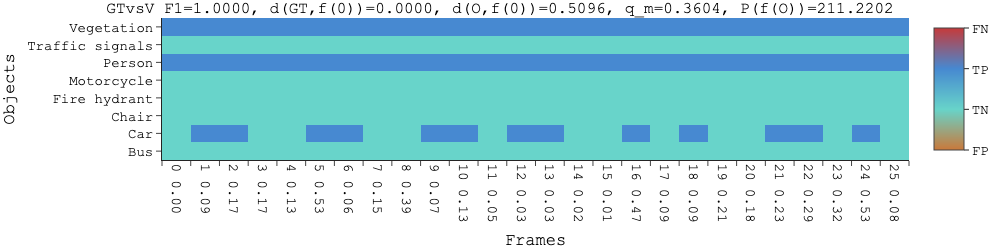 GTvsV F1=1.0000, d(GT,f(0))=0.0000, d(O,f(0))=0.5096, q_m=0.3604, P(f(O))=211.2202
Objects
Vegetation
Traffic signals
Person
Motorcycle
Fire hydrant
Chair
Car
Bus
0 0.00
1 0.09
2 0.17
3 0.17
4 0.13
5 0.53
6 0.06
7 0.15
8 0.39
9 0.07
10 0.13
11 0.05
12 0.03
13 0.03
14 0.02
15 0.01
16 0.47
17 0.09
18 0.09
19 0.21
20 0.18
21 0.23
22 0.29
23 0.32
24 0.53
25 0.08
Frames
FN
TP
TN
FP